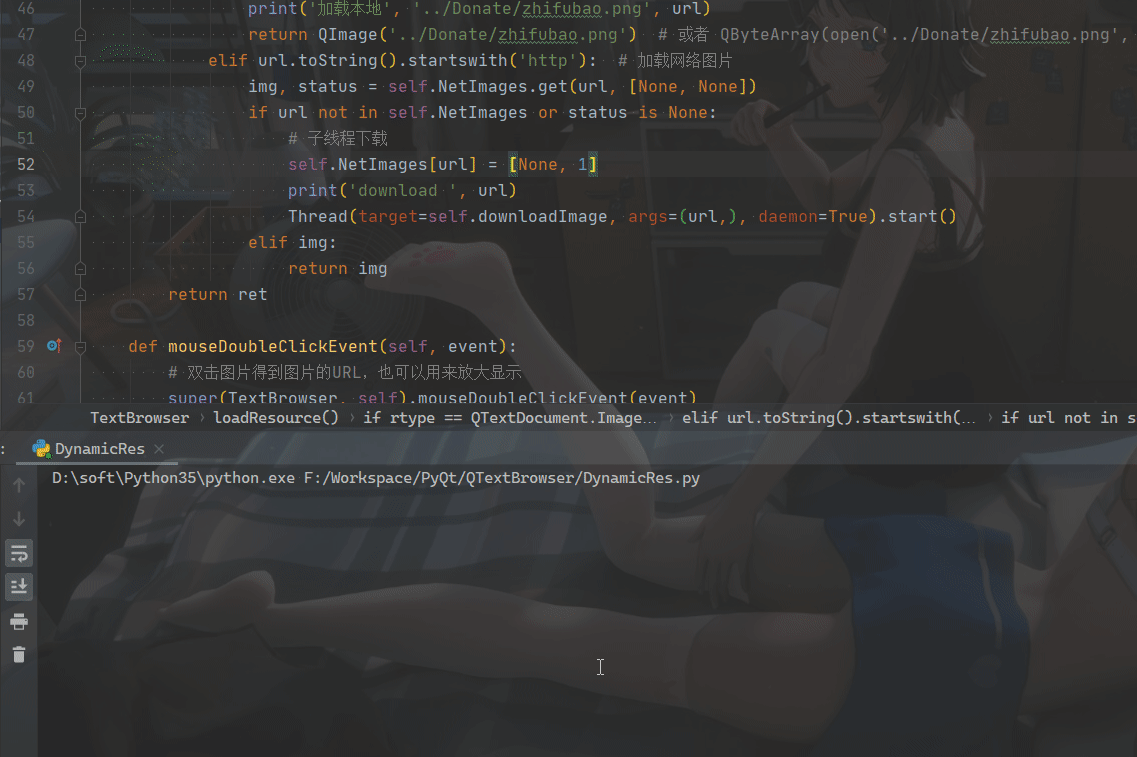 46 print('加载本地', '../Donate/zhifubao.png', url)
47 return QImage('../Donate/zhifubao.png') # 或者 QByteArray(open('../Donate/zhifubao.png',
48 elif url.toString().startswith('http'): # 加载网络图片
49 img, status = self.NetImages.get(url, [None, None])
50 if url not in self.NetImages or status is None:
51 # 子线程下载
52 self.NetImages[url] = [None, 1]
53 print('download ', url)
54 Thread(target=self.downloadImage, args=(url,), daemon=True).start()
55 elif img:
56 return img
57 return ret
58
59 def mouseDoubleClickEvent(self, event):
60 # 双击图片得到图片的URL，也可以用来放大显示
61 super(TextBrowser, self).mouseDoubleClickEvent(event)
TextBrowser › loadResource() › if rtype == QTextDocument.Image... › elif url.toString().startswith(... › if url not in s
: DynamicRes ×
D:\soft\Python35\python.exe F:/Workspace/PyQt/QTextBrowser/DynamicRes.py